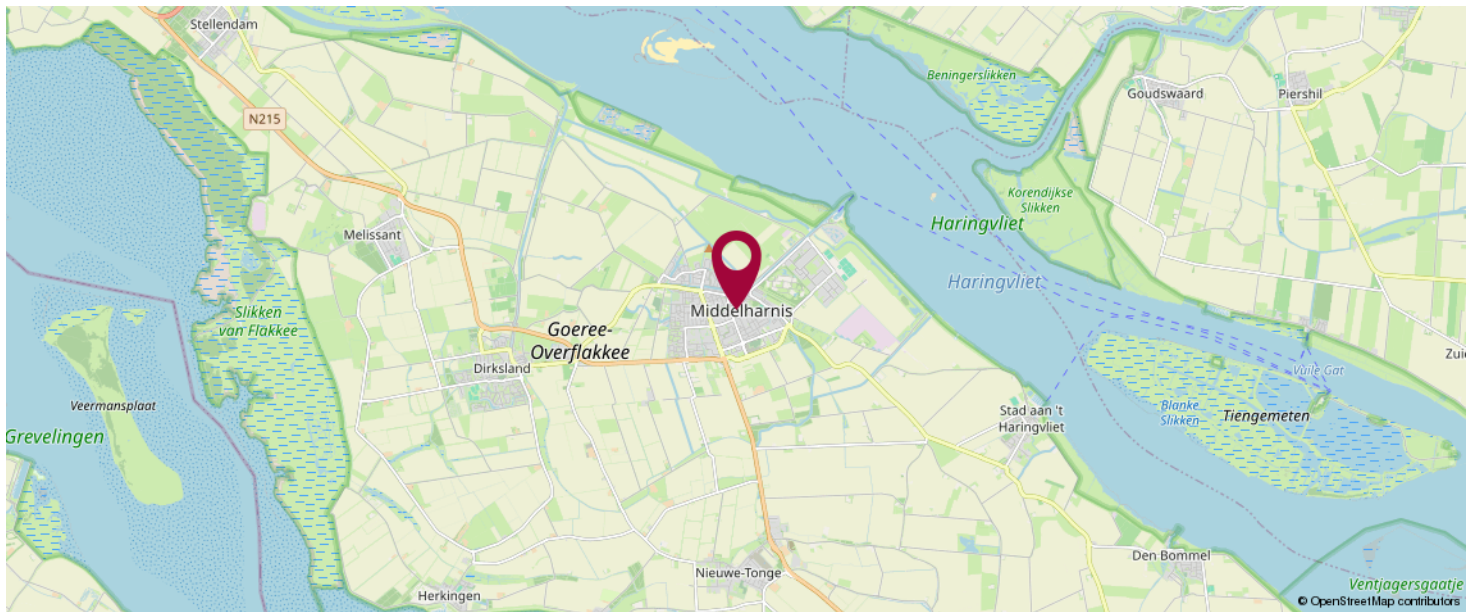 Stellendam
Beningerslikken
Goudswaard
Piershil
N215
Korendijkse
Slikken
Haringvliet
Melissant
Haringvliet
Slikken
van Flakkee
Middelharnis
Goeree-
Overflakkee
Dirksland
Vuile Gat
Zuid
Veermansplaat
Blanke
Slikken
Tiengemeten
Stad aan 't
Haringvliet
Grevelingen
Den Bommel
Nieuwe-Tonge
Herkingen
Ventjagersgaatje
© OpenStreetMap contributors